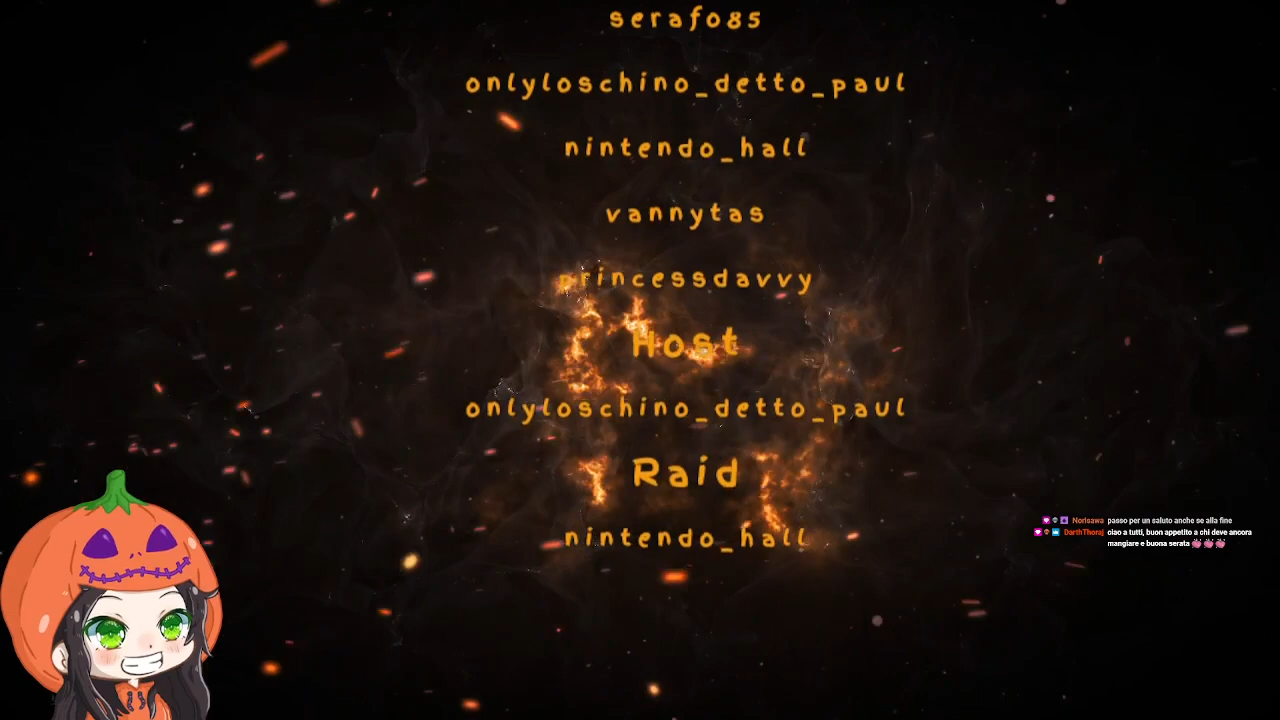 serafo85
onlyloschino_detto_paul
nintendo_hall
vannytas
princessdavvy
Host
onlyloschino_detto_paul
Raid
nintendo_hall
Norisawa passo per un saluto anche se alla fine
DarthThoraj ciao a tutti, buon appetito a chi deve ancora
mangiare e buona serata